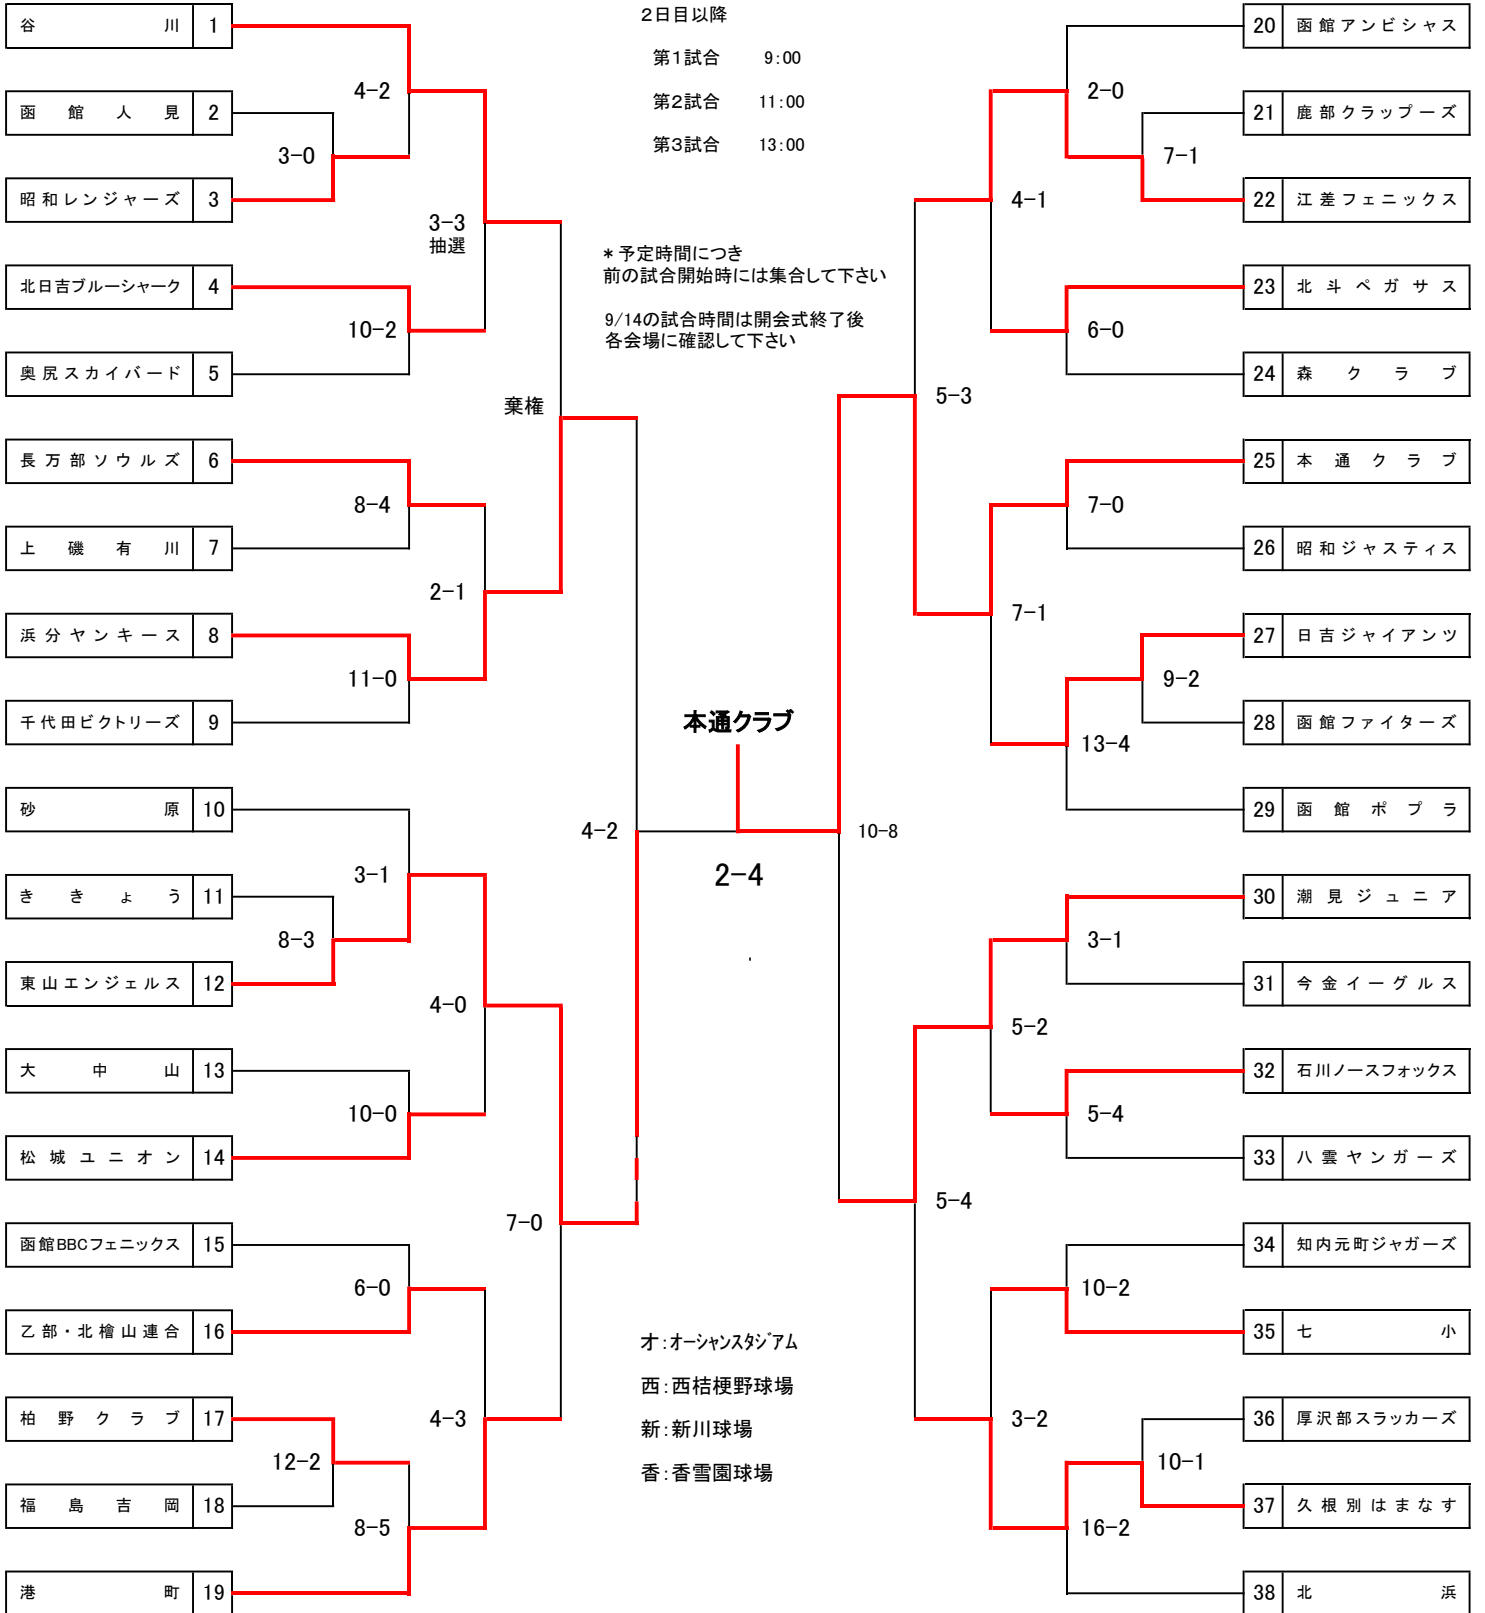 谷川 1
函館人見 2
昭和レンジャーズ 3
北日吉ブルーシャーク 4
奥尻スカイバード 5
長万部ソウルズ 6
上磯有川 7
浜分ヤンキース 8
千代田ビクトリーズ 9
砂原 10
ききょう 11
東山エンジェルス 12
大中山 13
松城ユニオン 14
函館BBCフェニックス 15
乙部・北檜山連合 16
柏野クラブ 17
福島吉岡 18
港町 19
4-2
3-0
3-3
抽選
10-2
棄権
8-4
2-1
11-0
4-2
3-1
8-3
4-0
10-0
7-0
6-0
4-3
12-2
8-5
2日目以降
第1試合 9:00
第2試合 11:00
第3試合 13:00
*予定時間につき
前の試合開始時には集合して下さい
9/14の試合時間は開会式終了後
各会場に確認して下さい
本通クラブ
2-4
オ:オーシャンスタジアム
西:西桔梗野球場
新:新川球場
香:香雪園球場
2-0
7-1
4-1
6-0
5-3
7-0
7-1
9-2
13-4
10-8
3-1
5-2
5-4
5-4
10-2
3-2
10-1
16-2
20 函館アンビシャス
21 鹿部クラップーズ
22 江差フェニックス
23 北斗ペガサス
24 森クラブ
25 本通クラブ
26 昭和ジャスティス
27 日吉ジャイアンツ
28 函館ファイターズ
29 函館ポプラ
30 潮見ジュニア
31 今金イーグルス
32 石川ノースフォックス
33 八雲ヤンガーズ
34 知内元町ジャガーズ
35 七小
36 厚沢部スラッカーズ
37 久根別はまなす
38 北浜